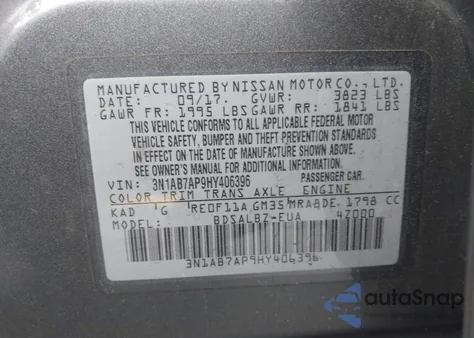 MANUFACTURED BY NISSAN MOTOR CO., LTD.
DATE: 09/17. GVWR: 3823 LBS
GAWR FR: 1995 LBS GAWR RR: 1841 LBS
THIS VEHICLE CONFORMS TO ALL APPLICABLE FEDERAL MOTOR
VEHICLE SAFETY, BUMPER AND THEFT PREVENTION STANDARDS
IN EFFECT ON THE DATE OF MANUFACTURE SHOWN ABOVE.
SEE OWNER'S MANUAL FOR ADDITIONAL INFORMATION.
VIN: 3N1AB7AP9HY406396 PASSENGER CAR.
COLOR TRIM TRANS AXLE ENGINE
KAD G RE0F11A GM35 MRA8DE 1798 CC
MODEL: BDSALBZ-EUA 4Z000
3N1AB7AP9HY406396
autoSnap